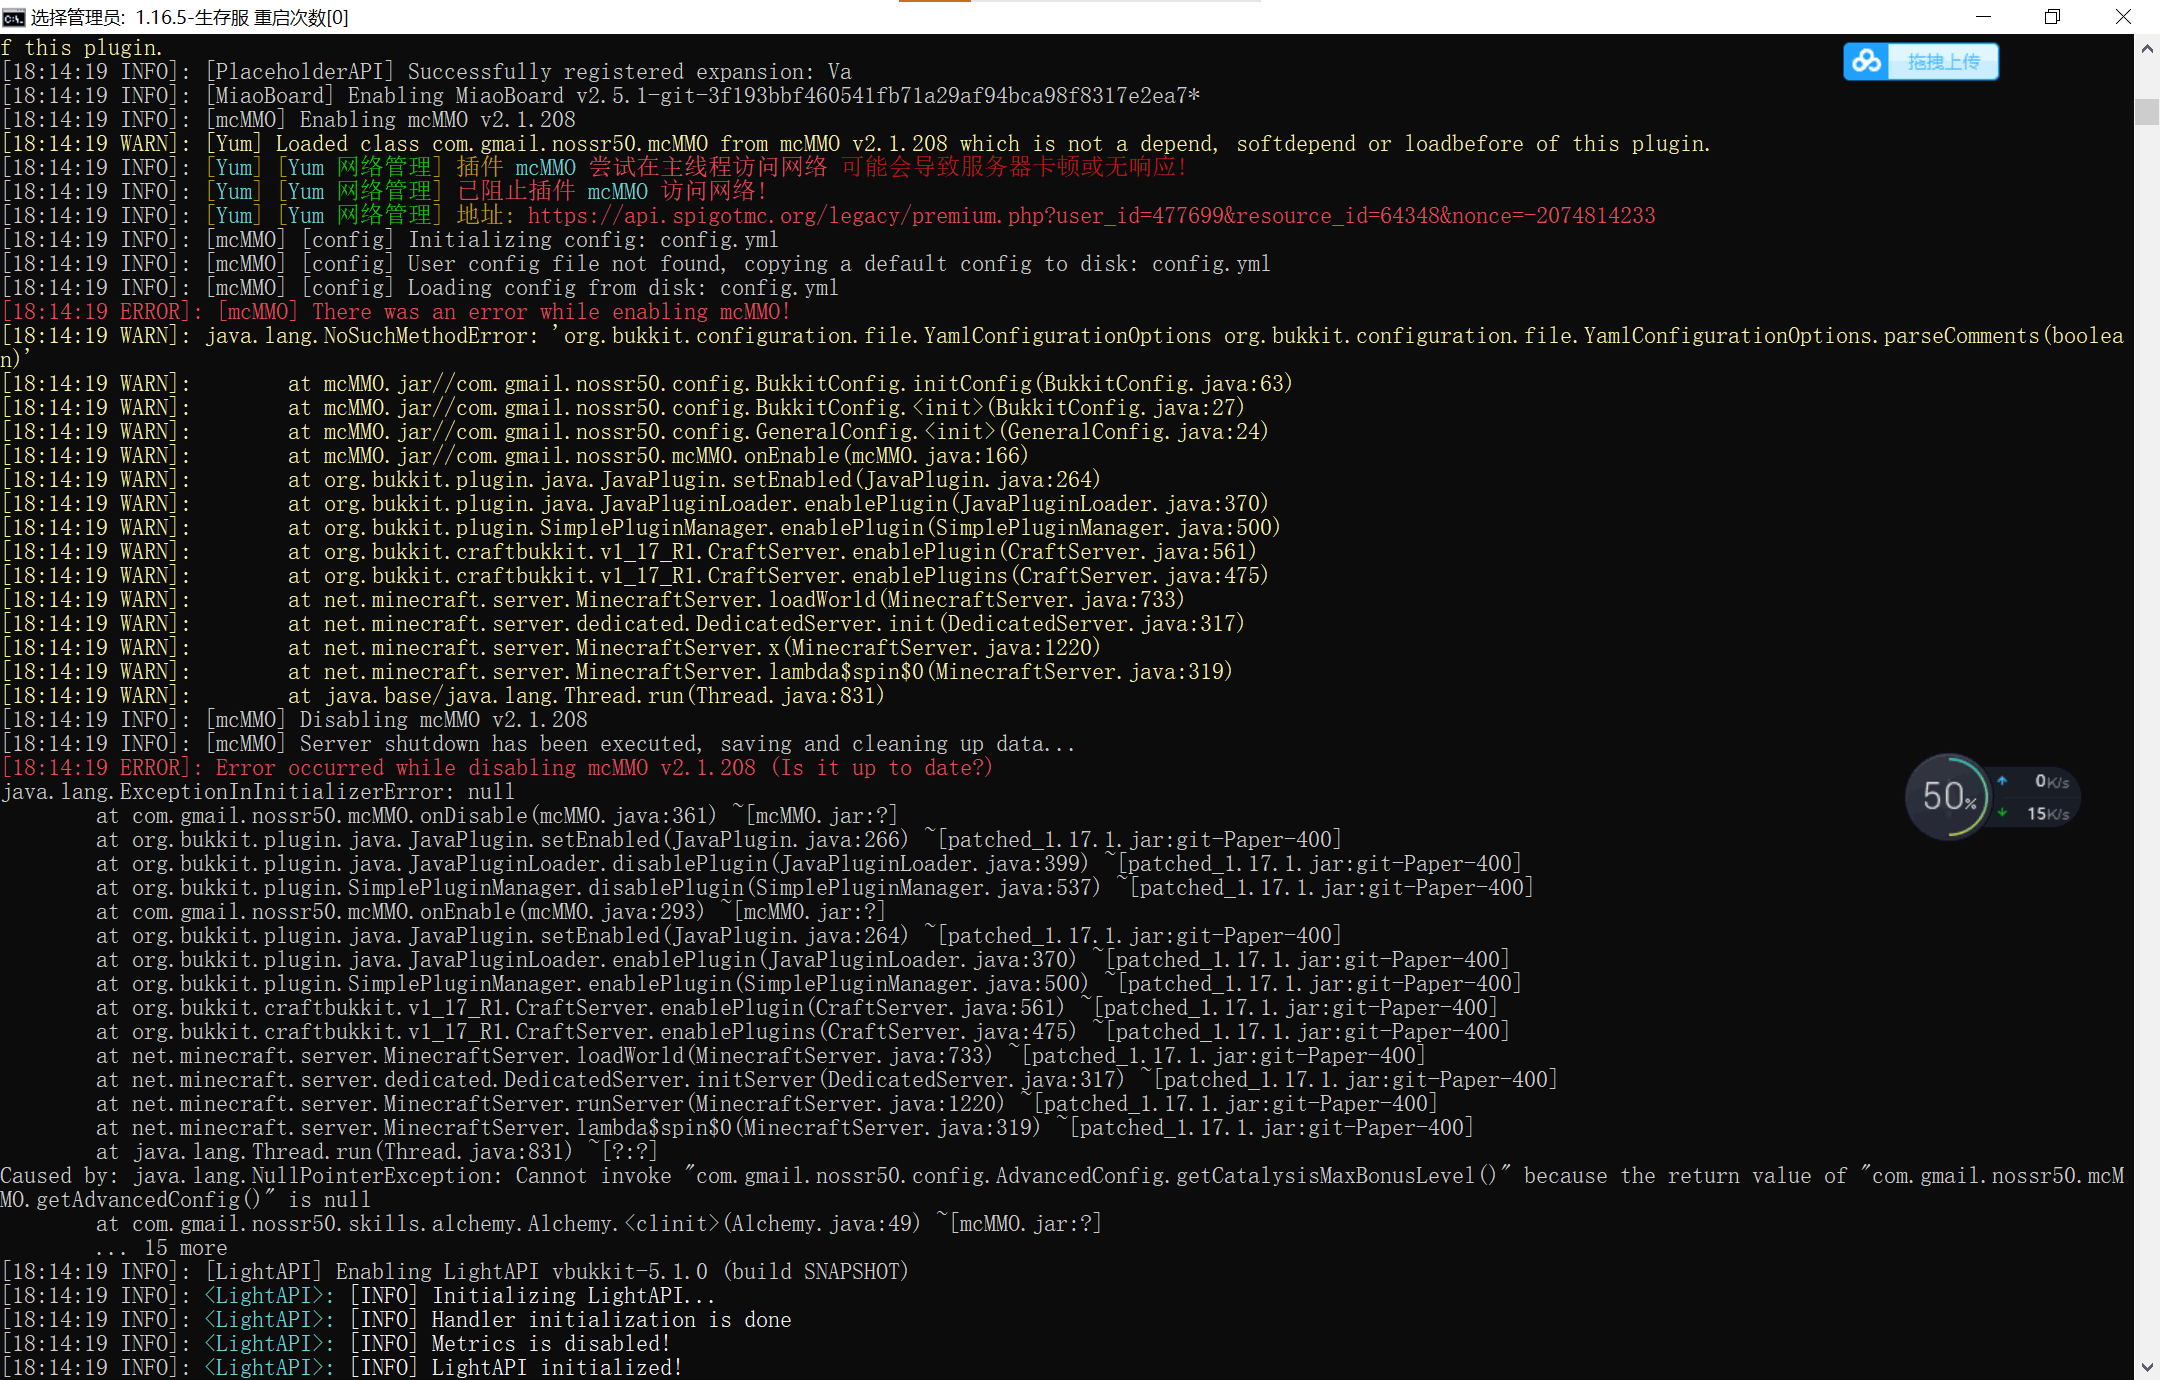 选择管理员: 1.16.5-生存服 重启次数[0]
f this plugin.
[18:14:19 INFO]: [PlaceholderAPI] Successfully registered expansion: Va
拖拽上传
[18:14:19 INFO]: [MiaoBoard] Enabling MiaoBoard v2.5.1-git-3f193bbf460541fb71a29af94bca98f8317e2ea7*
[18:14:19 INFO]: [mcMMO] Enabling mcMMO v2.1.208
[18:14:19 WARN]: [Yum] Loaded class com.gmail.nossr50.mcMMO from mcMMO v2.1.208 which is not a depend, softdepend or loadbefore of this plugin.
[18:14:19 INFO]: [Yum] [Yum 网络管理] 插件 mcMMO 尝试在主线程访问网络 可能会导致服务器卡顿或无响应!
[18:14:19 INFO]: [Yum] [Yum 网络管理] 已阻止插件 mcMMO 访问网络!
[18:14:19 INFO]: [Yum] [Yum 网络管理] 地址: https://api.spigotmc.org/legacy/premium.php?user_id=477699&resource_id=64348&nonce=-2074814233
[18:14:19 INFO]: [mcMMO] [config] Initializing config: config.yml
[18:14:19 INFO]: [mcMMO] [config] User config file not found, copying a default config to disk: config.yml
[18:14:19 INFO]: [mcMMO] [config] Loading config from disk: config.yml
[18:14:19 ERROR]: [mcMMO] There was an error while enabling mcMMO!
[18:14:19 WARN]: java.lang.NoSuchMethodError: 'org.bukkit.configuration.file.YamlConfigurationOptions org.bukkit.configuration.file.YamlConfigurationOptions.parseComments(boolea
n)'
[18:14:19 WARN]:        at mcMMO.jar//com.gmail.nossr50.config.BukkitConfig.initConfig(BukkitConfig.java:63)
[18:14:19 WARN]:        at mcMMO.jar//com.gmail.nossr50.config.BukkitConfig.<init>(BukkitConfig.java:27)
[18:14:19 WARN]:        at mcMMO.jar//com.gmail.nossr50.config.GeneralConfig.<init>(GeneralConfig.java:24)
[18:14:19 WARN]:        at mcMMO.jar//com.gmail.nossr50.mcMMO.onEnable(mcMMO.java:166)
[18:14:19 WARN]:        at org.bukkit.plugin.java.JavaPlugin.setEnabled(JavaPlugin.java:264)
[18:14:19 WARN]:        at org.bukkit.plugin.java.JavaPluginLoader.enablePlugin(JavaPluginLoader.java:370)
[18:14:19 WARN]:        at org.bukkit.plugin.SimplePluginManager.enablePlugin(SimplePluginManager.java:500)
[18:14:19 WARN]:        at org.bukkit.craftbukkit.v1_17_R1.CraftServer.enablePlugin(CraftServer.java:561)
[18:14:19 WARN]:        at org.bukkit.craftbukkit.v1_17_R1.CraftServer.enablePlugins(CraftServer.java:475)
[18:14:19 WARN]:        at net.minecraft.server.MinecraftServer.loadWorld(MinecraftServer.java:733)
[18:14:19 WARN]:        at net.minecraft.server.dedicated.DedicatedServer.init(DedicatedServer.java:317)
[18:14:19 WARN]:        at net.minecraft.server.MinecraftServer.x(MinecraftServer.java:1220)
[18:14:19 WARN]:        at net.minecraft.server.MinecraftServer.lambda$spin$0(MinecraftServer.java:319)
[18:14:19 WARN]:        at java.base/java.lang.Thread.run(Thread.java:831)
[18:14:19 INFO]: [mcMMO] Disabling mcMMO v2.1.208
[18:14:19 INFO]: [mcMMO] Server shutdown has been executed, saving and cleaning up data...
[18:14:19 ERROR]: Error occurred while disabling mcMMO v2.1.208 (Is it up to date?)
java.lang.ExceptionInInitializerError: null
50%
0K/s
15K/s
        at com.gmail.nossr50.mcMMO.onDisable(mcMMO.java:361) ~[mcMMO.jar:?]
        at org.bukkit.plugin.java.JavaPlugin.setEnabled(JavaPlugin.java:266) ~[patched_1.17.1.jar:git-Paper-400]
        at org.bukkit.plugin.java.JavaPluginLoader.disablePlugin(JavaPluginLoader.java:399) ~[patched_1.17.1.jar:git-Paper-400]
        at org.bukkit.plugin.SimplePluginManager.disablePlugin(SimplePluginManager.java:537) ~[patched_1.17.1.jar:git-Paper-400]
        at com.gmail.nossr50.mcMMO.onEnable(mcMMO.java:293) ~[mcMMO.jar:?]
        at org.bukkit.plugin.java.JavaPlugin.setEnabled(JavaPlugin.java:264) ~[patched_1.17.1.jar:git-Paper-400]
        at org.bukkit.plugin.java.JavaPluginLoader.enablePlugin(JavaPluginLoader.java:370) ~[patched_1.17.1.jar:git-Paper-400]
        at org.bukkit.plugin.SimplePluginManager.enablePlugin(SimplePluginManager.java:500) ~[patched_1.17.1.jar:git-Paper-400]
        at org.bukkit.craftbukkit.v1_17_R1.CraftServer.enablePlugin(CraftServer.java:561) ~[patched_1.17.1.jar:git-Paper-400]
        at org.bukkit.craftbukkit.v1_17_R1.CraftServer.enablePlugins(CraftServer.java:475) ~[patched_1.17.1.jar:git-Paper-400]
        at net.minecraft.server.MinecraftServer.loadWorld(MinecraftServer.java:733) ~[patched_1.17.1.jar:git-Paper-400]
        at net.minecraft.server.dedicated.DedicatedServer.initServer(DedicatedServer.java:317) ~[patched_1.17.1.jar:git-Paper-400]
        at net.minecraft.server.MinecraftServer.runServer(MinecraftServer.java:1220) ~[patched_1.17.1.jar:git-Paper-400]
        at net.minecraft.server.MinecraftServer.lambda$spin$0(MinecraftServer.java:319) ~[patched_1.17.1.jar:git-Paper-400]
        at java.lang.Thread.run(Thread.java:831) ~[?:?]
Caused by: java.lang.NullPointerException: Cannot invoke "com.gmail.nossr50.config.AdvancedConfig.getCatalysisMaxBonusLevel()" because the return value of "com.gmail.nossr50.mcM
MO.getAdvancedConfig()" is null
        at com.gmail.nossr50.skills.alchemy.Alchemy.<clinit>(Alchemy.java:49) ~[mcMMO.jar:?]
        ... 15 more
[18:14:19 INFO]: [LightAPI] Enabling LightAPI vbukkit-5.1.0 (build SNAPSHOT)
[18:14:19 INFO]: <LightAPI>: [INFO] Initializing LightAPI...
[18:14:19 INFO]: <LightAPI>: [INFO] Handler initialization is done
[18:14:19 INFO]: <LightAPI>: [INFO] Metrics is disabled!
[18:14:19 INFO]: <LightAPI>: [INFO] LightAPI initialized!